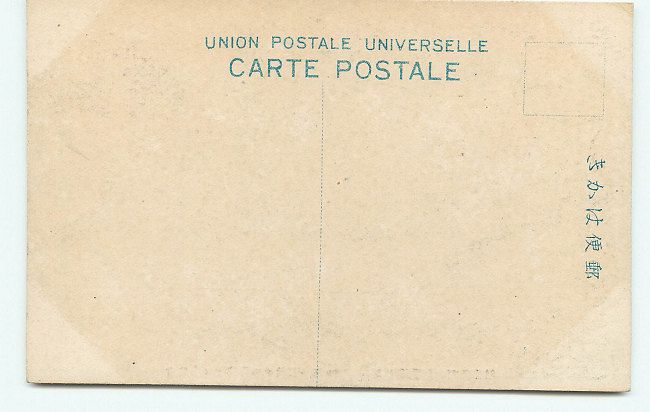 UNION POSTALE UNIVERSELLE
CARTE POSTALE
郵便はかき